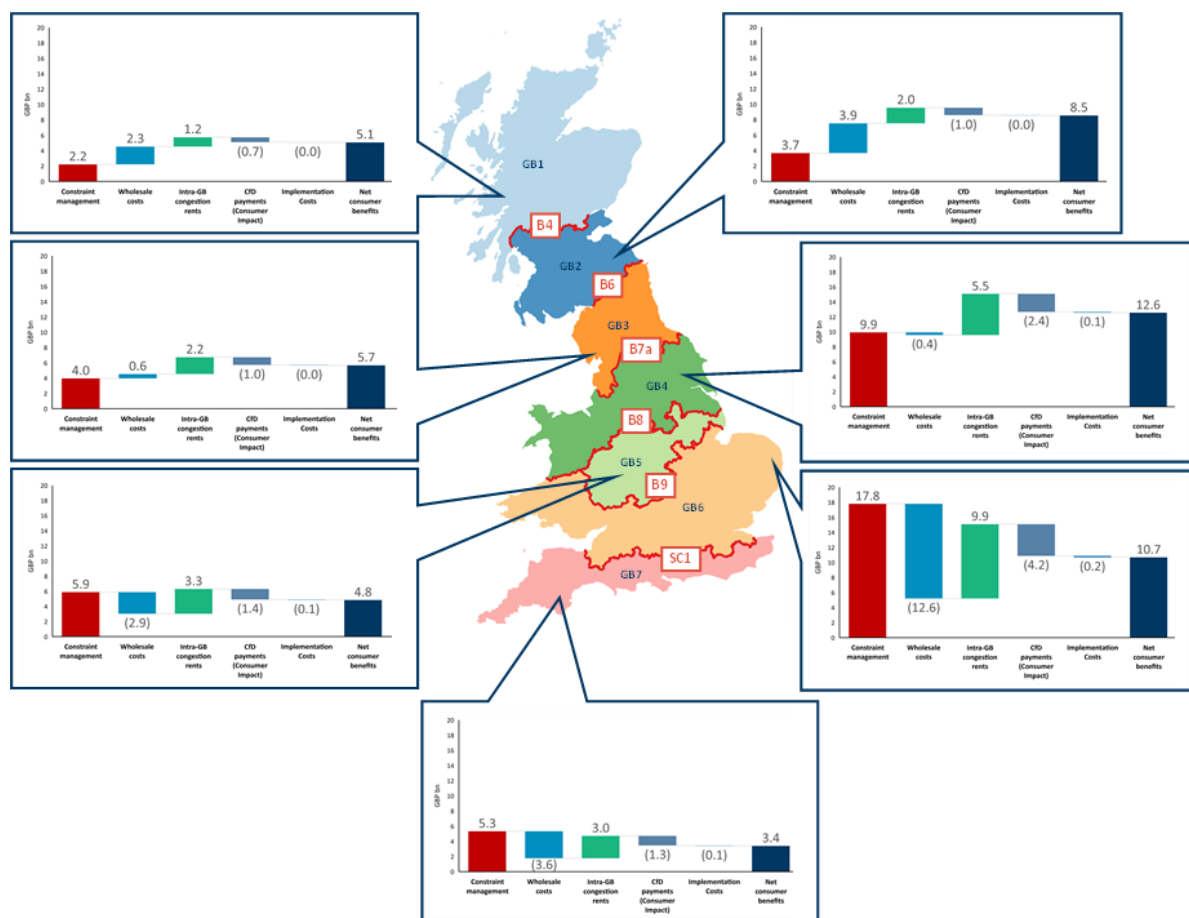 20
18
16
14
12
10
8
6
4
2
0
GBP bn
2.2
2.3
1.2
(0.7)
(0.0)
5.1
Constraint management
Wholesale costs
Intra-GB congestion rents
CfD payments (Consumer Impact)
Implementation Costs
Net consumer benefits
20
18
16
14
12
10
8
6
4
2
0
GBP bn
3.7
3.9
2.0
(1.0)
(0.0)
8.5
Constraint management
Wholesale costs
Intra-GB congestion rents
CfD payments (Consumer Impact)
Implementation Costs
Net consumer benefits
GB1
B4
GB2
B6
GB3
B7a
GB4
B8
GB5
B9
GB6
SC1
GB7
20
18
16
14
12
10
8
6
4
2
0
GBP bn
4.0
0.6
2.2
(1.0)
(0.0)
5.7
Constraint management
Wholesale costs
Intra-GB congestion rents
CfD payments (Consumer Impact)
Implementation Costs
Net consumer benefits
20
18
16
14
12
10
8
6
4
2
0
GBP bn
9.9
(0.4)
5.5
(2.4)
(0.1)
12.6
Constraint management
Wholesale costs
Intra-GB congestion rents
CfD payments (Consumer Impact)
Implementation Costs
Net consumer benefits
20
18
16
14
12
10
8
6
4
2
0
GBP bn
5.9
(2.9)
3.3
(1.4)
(0.1)
4.8
Constraint management
Wholesale costs
Intra-GB congestion rents
CfD payments (Consumer Impact)
Implementation Costs
Net consumer benefits
20
18
16
14
12
10
8
6
4
2
0
GBP bn
17.8
(12.6)
9.9
(4.2)
(0.2)
10.7
Constraint management
Wholesale costs
Intra-GB congestion rents
CfD payments (Consumer Impact)
Implementation Costs
Net consumer benefits
20
18
16
14
12
10
8
6
4
2
0
GBP bn
5.3
(3.6)
3.0
(1.3)
(0.1)
3.4
Constraint management
Wholesale costs
Intra-GB congestion rents
CfD payments (Consumer Impact)
Implementation Costs
Net consumer benefits